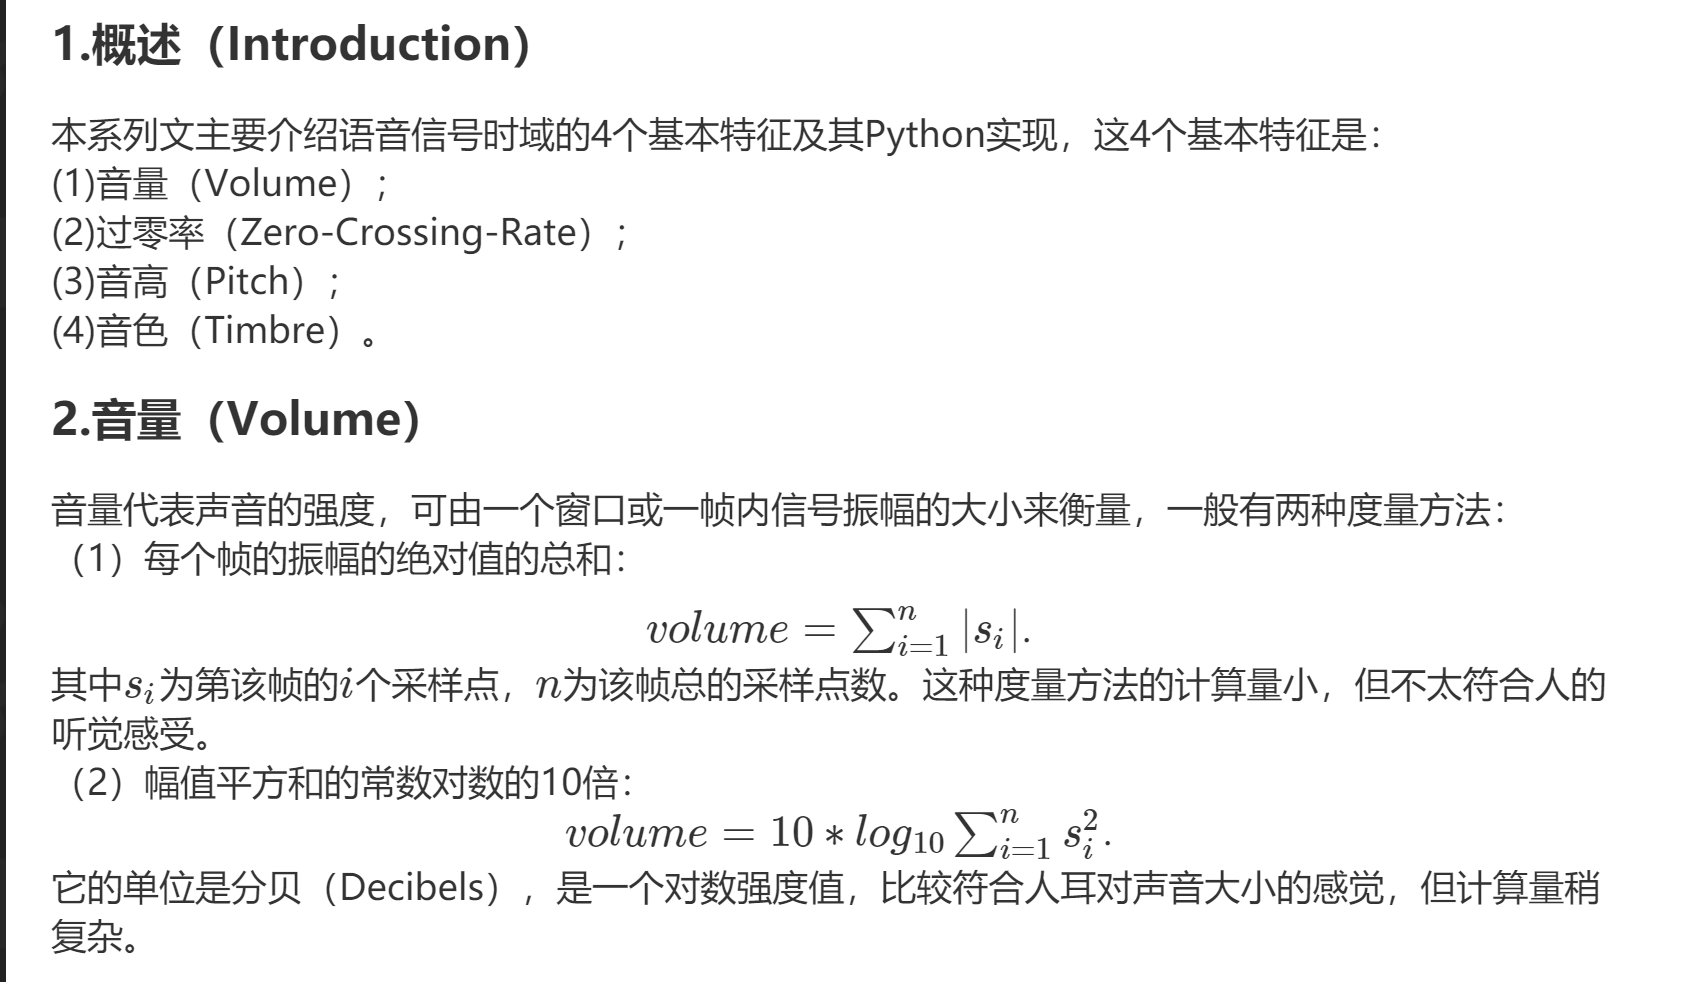 1.概述（Introduction）
本系列文主要介绍语音信号时域的4个基本特征及其Python实现，这4个基本特征是：
(1)音量（Volume）；
(2)过零率（Zero-Crossing-Rate）；
(3)音高（Pitch）；
(4)音色（Timbre）。
2.音量（Volume）
音量代表声音的强度，可由一个窗口或一帧内信号振幅的大小来衡量，一般有两种度量方法：
（1）每个帧的振幅的绝对值的总和：
$volume = \sum_{i=1}^{n} |s_i|.$
其中$s_i$为第该帧的$i$个采样点，$n$为该帧总的采样点数。这种度量方法的计算量小，但不太符合人的
听觉感受。
（2）幅值平方和的常数对数的10倍：
$volume = 10 * log_{10} \sum_{i=1}^{n} s_i^2.$
它的单位是分贝（Decibels），是一个对数强度值，比较符合人耳对声音大小的感觉，但计算量稍
复杂。